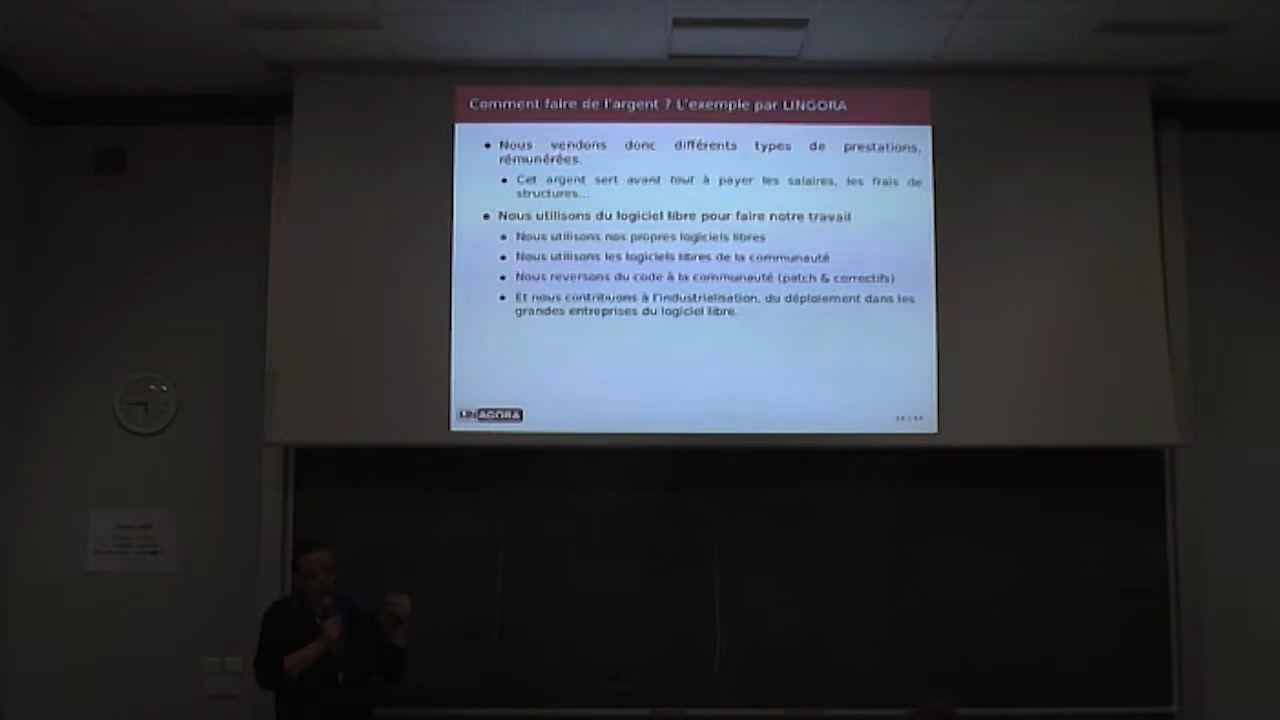 Comment faire de l'argent ? L'exemple par LINGORA
• Nous vendons donc différents types de prestations,
rémunérées.
• Cet argent sert avant tout à payer les salaires, les frais de
structures...
• Nous utilisons du logiciel libre pour faire notre travail
• Nous utilisons nos propres logiciels libres
• Nous utilisons les logiciels libres de la communauté
• Nous reversons du code à la communauté (patch & correctifs)
• Et nous contribuons à l'industrialisation, du déploiement dans les
grandes entreprises du logiciel libre.
LINAGORA